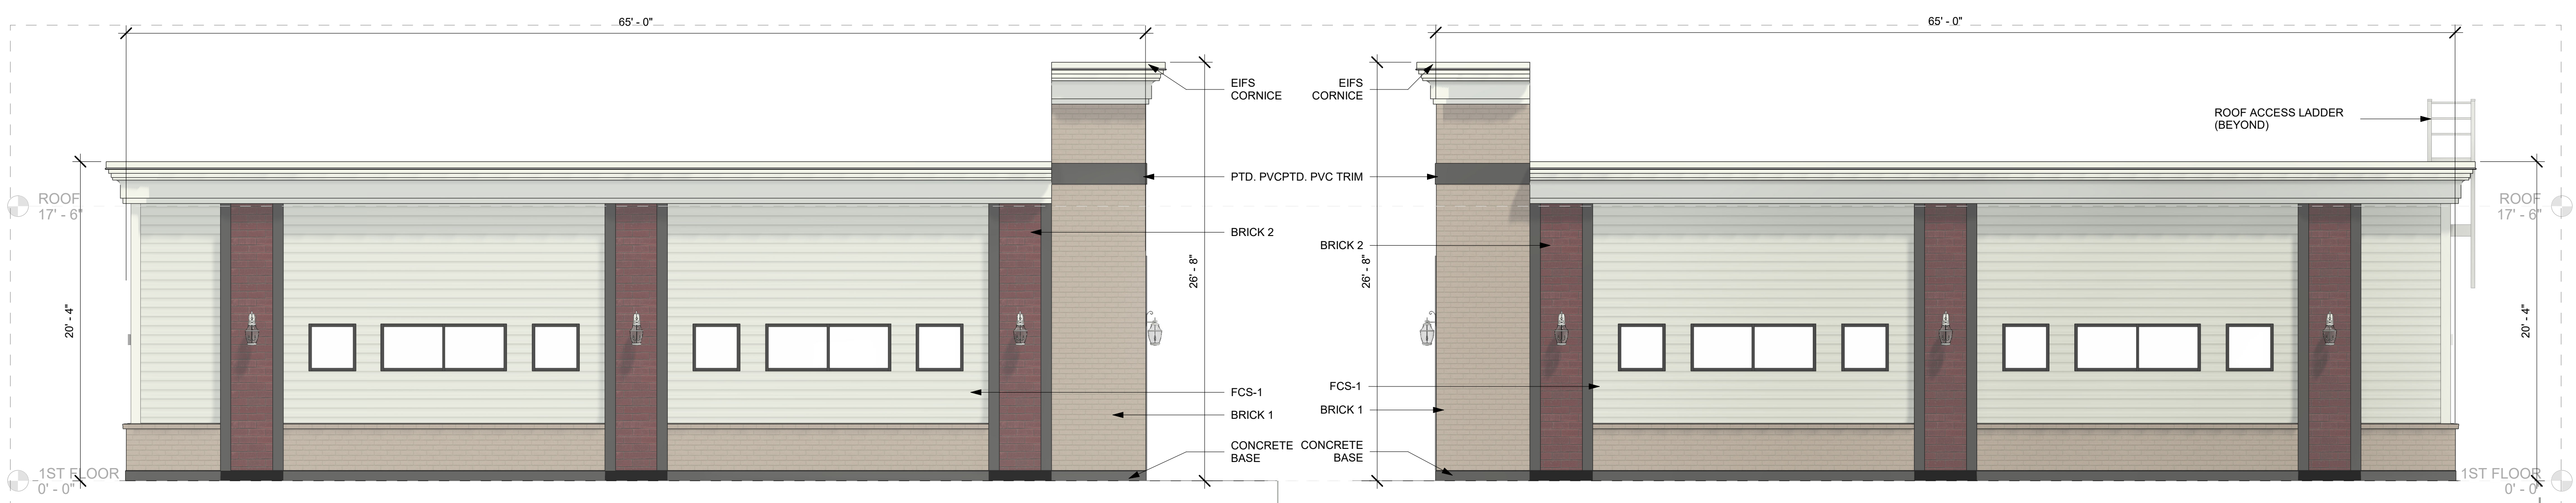 65' - 0"
65' - 0"
EIFS
CORNICE
EIFS
CORNICE
ROOF ACCESS LADDER
(BEYOND)
PTD. PVCPTD. PVC TRIM
ROOF
17' - 6"
ROOF
17' - 6"
BRICK 2
BRICK 2
26' - 8"
26' - 8"
20' - 4"
20' - 4"
FCS-1
FCS-1
BRICK 1
BRICK 1
CONCRETE
BASE
CONCRETE
BASE
1ST FLOOR
0' - 0"
1ST FLOOR
0' - 0"